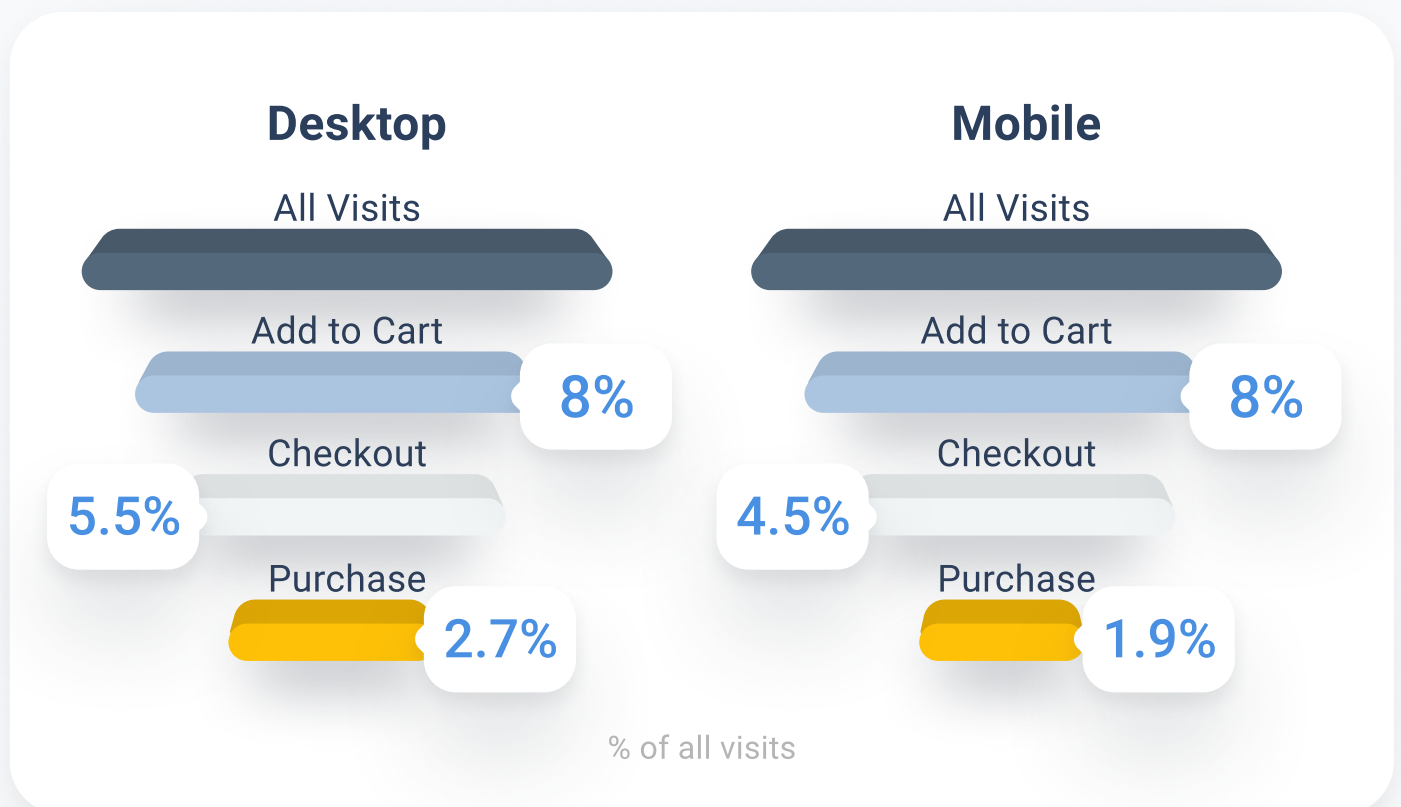 Desktop
All Visits
Add to Cart
8%
Checkout
5.5%
Purchase
2.7%
Mobile
All Visits
Add to Cart
8%
Checkout
4.5%
Purchase
1.9%
% of all visits